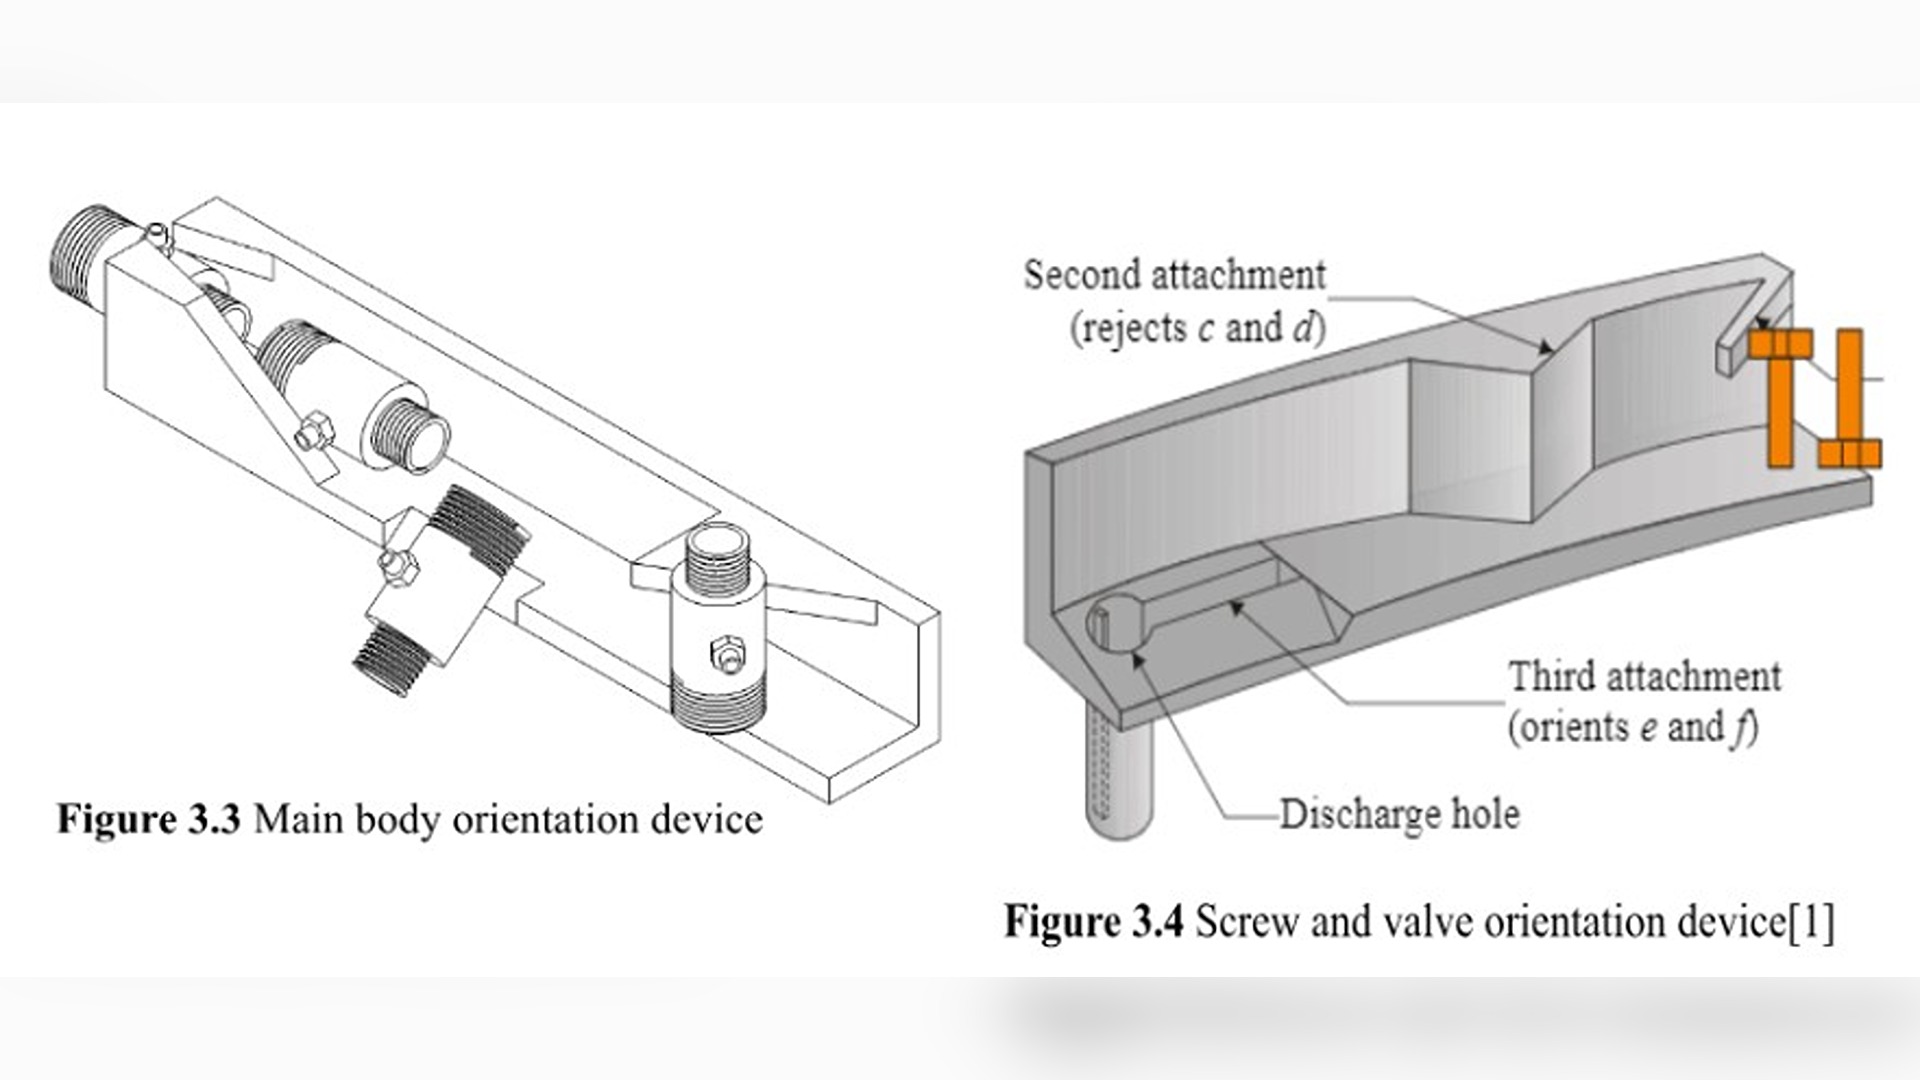 Second attachment
(rejects c and d)
Third attachment
(orients e and f)
Discharge hole
Figure 3.3 Main body orientation device
Figure 3.4 Screw and valve orientation device[1]